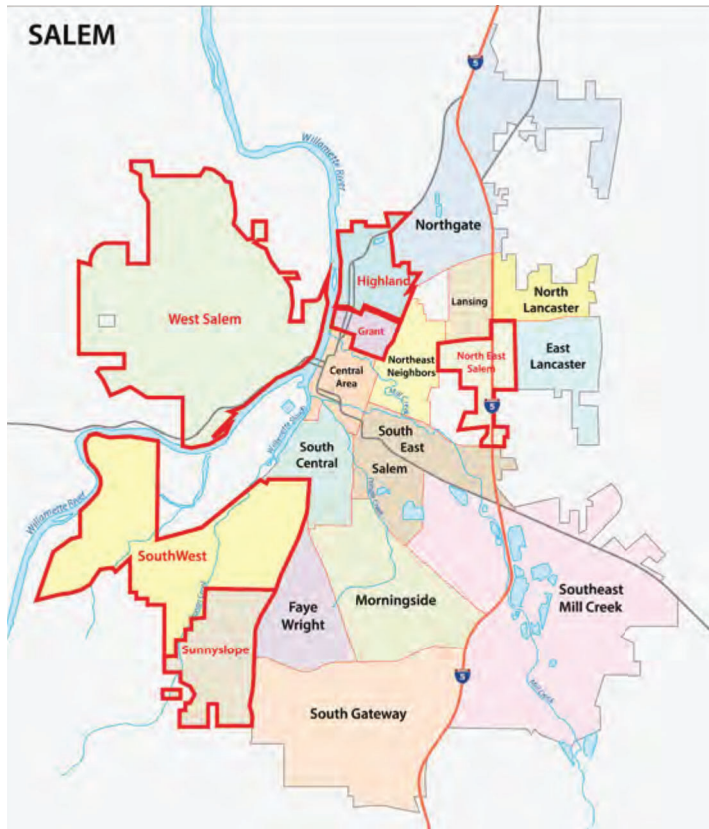 SALEM
5
Willamette River
Northgate
Highland
West Salem
Lansing
North
Lancaster
Grant
Northeast
Neighbors
North East
Salem
East
Lancaster
Central
Area
Mill Creek
5
South
East
Salem
South
Central
Willamette River
SouthWest
Faye
Wright
Morningside
Southeast
Mill Creek
Sunnyslope
5
Mill Creek
South Gateway